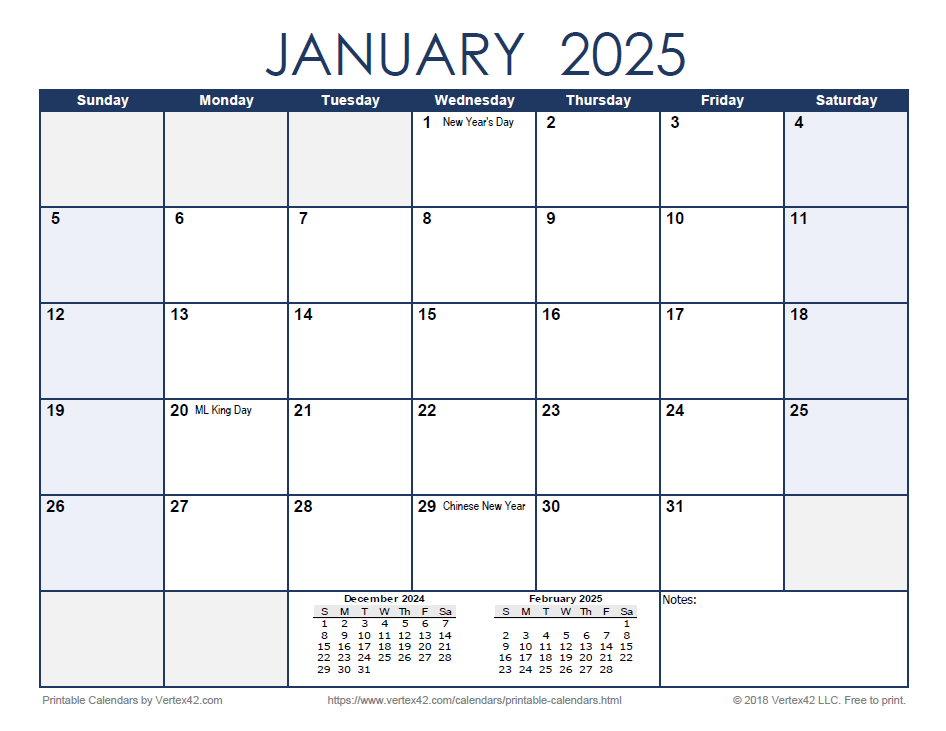 JANUARY 2025
Sunday Monday Tuesday Wednesday Thursday Friday Saturday
1 New Year's Day 2 3 4
5 6 7 8 9 10 11
12 13 14 15 16 17 18
19 20 ML King Day 21 22 23 24 25
26 27 28 29 Chinese New Year 30 31
December 2024
S M T W Th F Sa
1 2 3 4 5 6 7
8 9 10 11 12 13 14
15 16 17 18 19 20 21
22 23 24 25 26 27 28
29 30 31
February 2025
S M T W Th F Sa
1
2 3 4 5 6 7 8
9 10 11 12 13 14 15
16 17 18 19 20 21 22
23 24 25 26 27 28
Notes:
Printable Calendars by Vertex42.com https://www.vertex42.com/calendars/printable-calendars.html © 2018 Vertex42 LLC. Free to print.